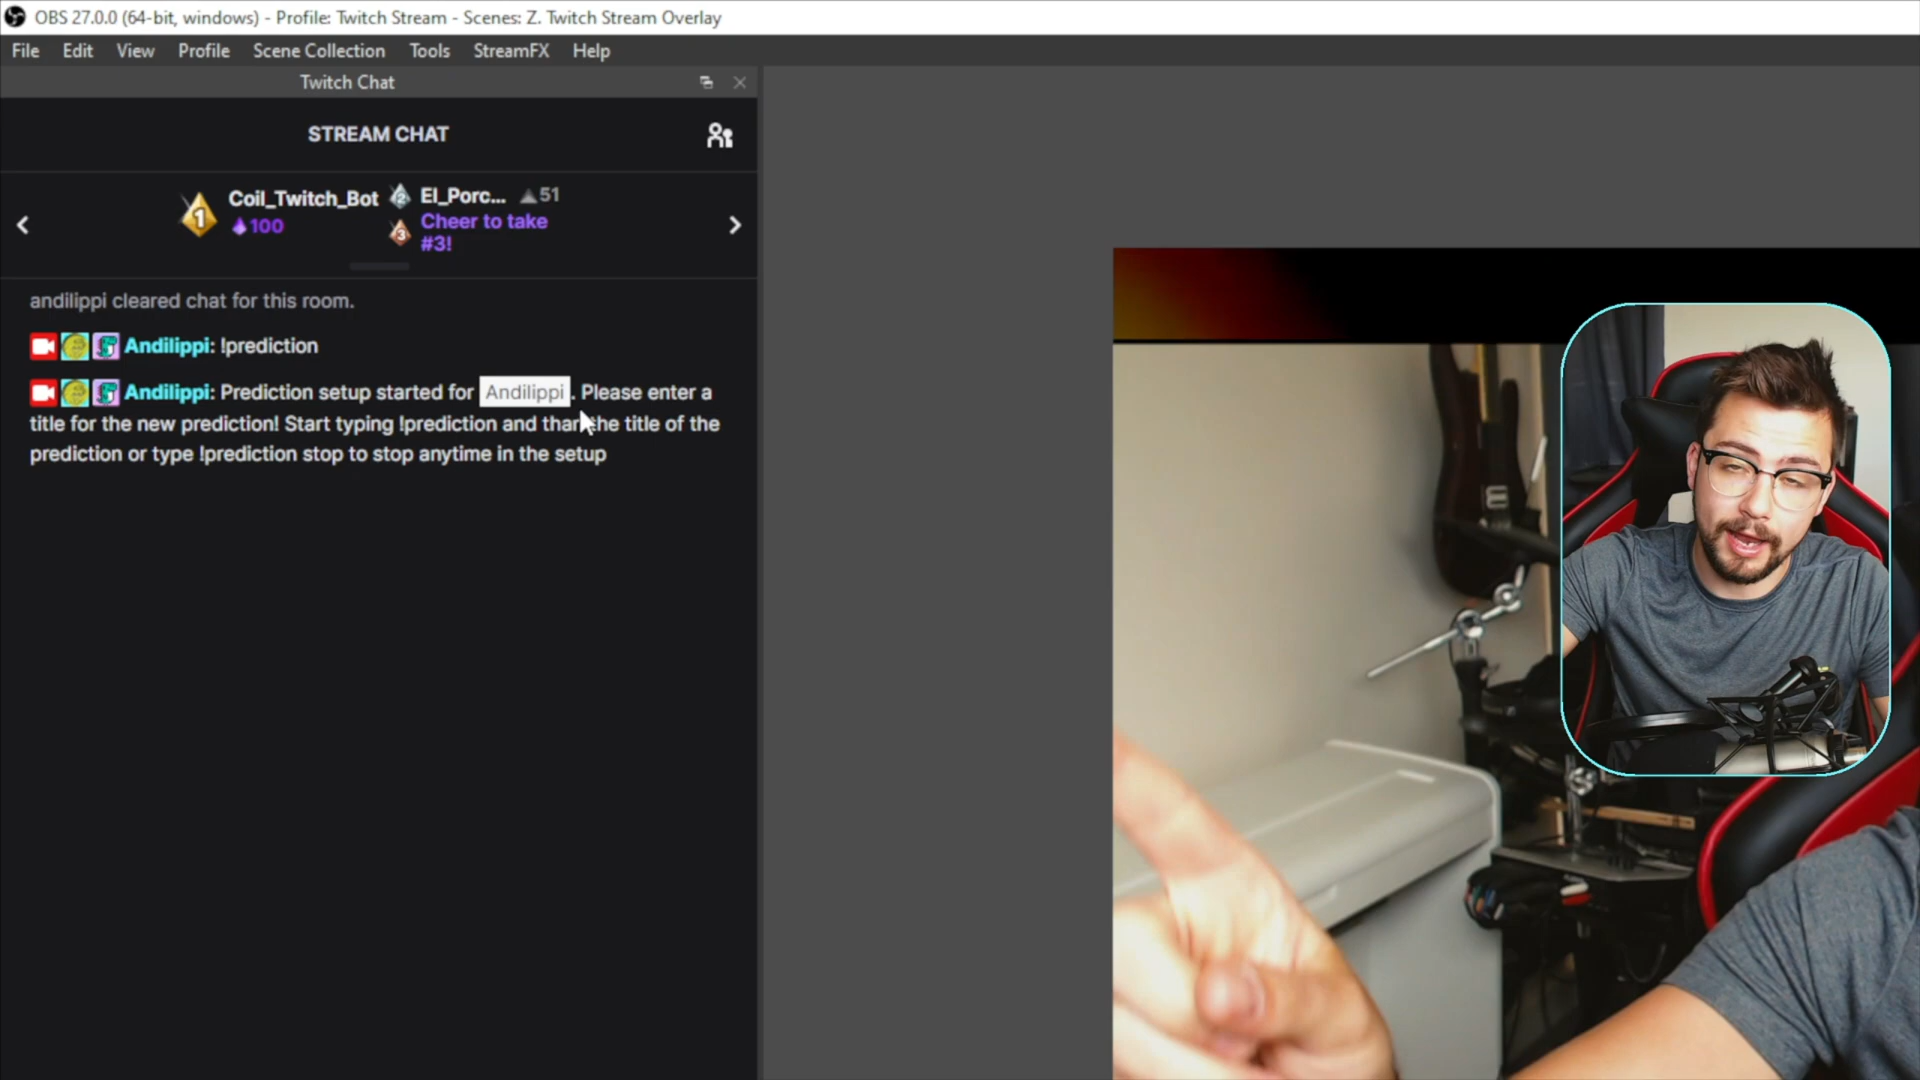 OBS 27.0.0 (64-bit, windows) - Profile: Twitch Stream - Scenes: Z. Twitch Stream Overlay
File Edit View Profile Scene Collection Tools StreamFX Help
Twitch Chat
STREAM CHAT
1 Coil_Twitch_Bot 2 El_Porc... 51
100 3 Cheer to take
#3!
andilippi cleared chat for this room.
Andilippi: !prediction
Andilippi: Prediction setup started for Andilippi. Please enter a
title for the new prediction! Start typing !prediction and than the title of the
prediction or type !prediction stop to stop anytime in the setup